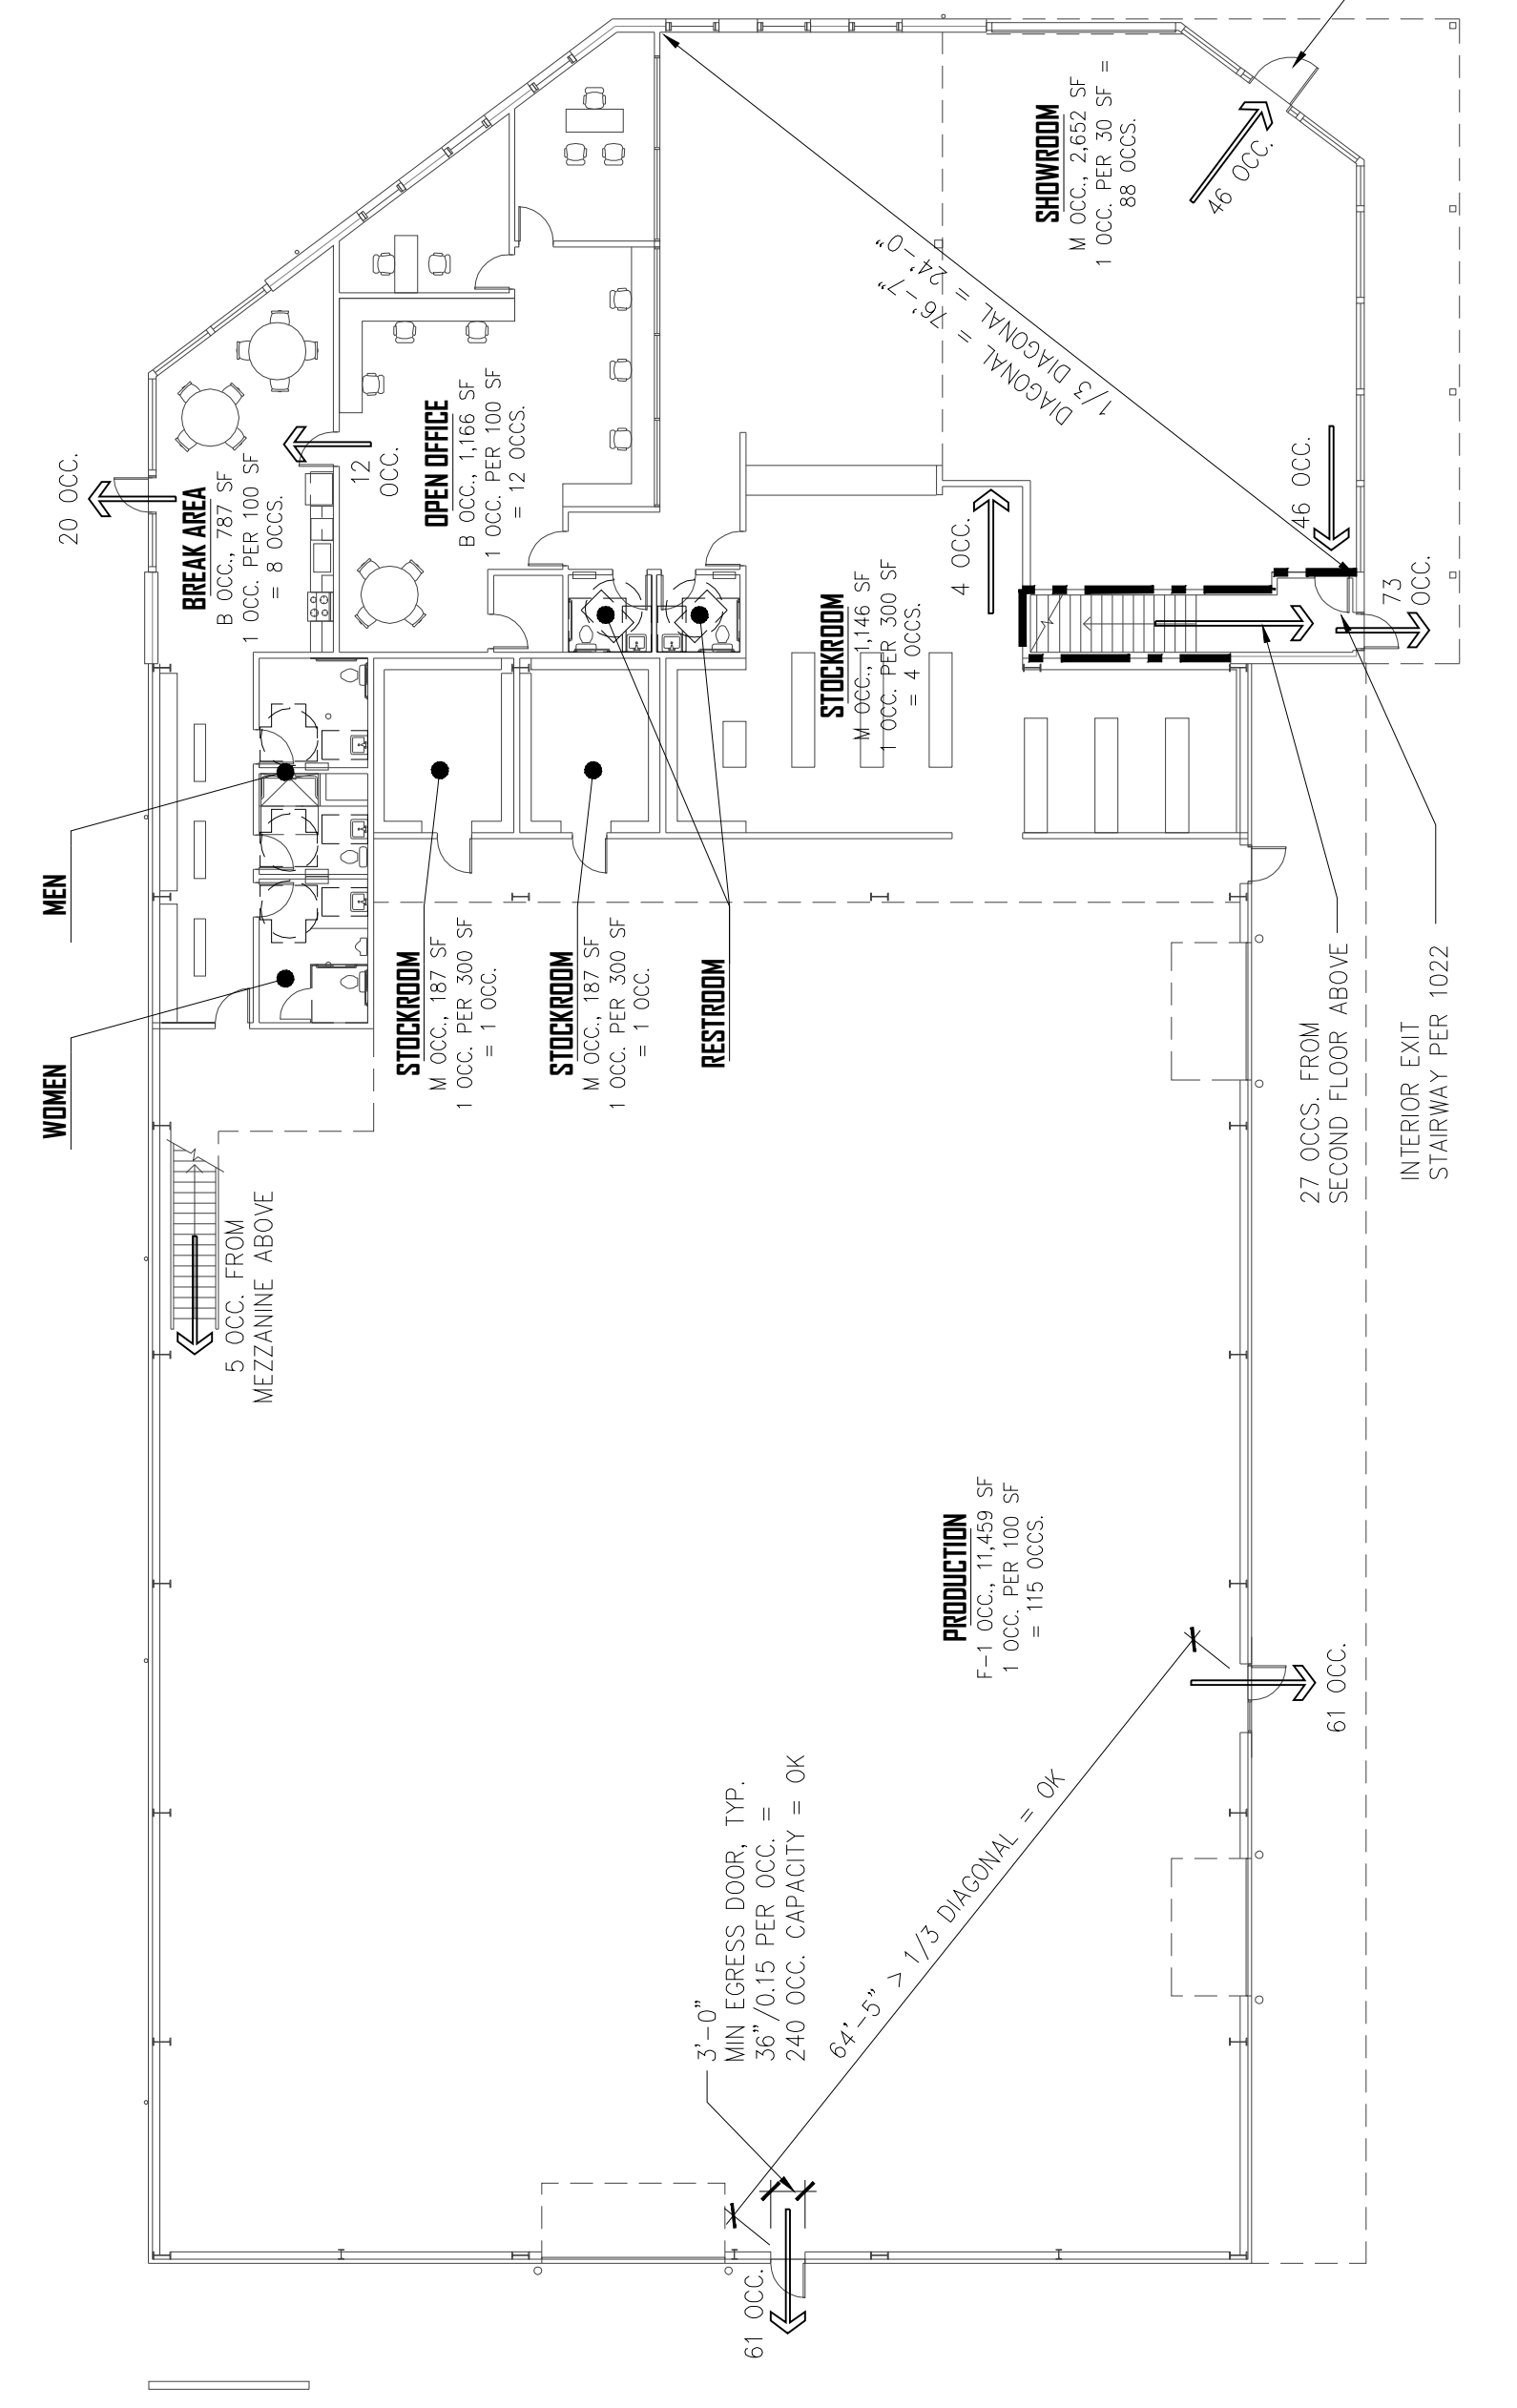 MEN
WOMEN
20 OCC.
BREAK AREA
B OCC., 787 SF
1 OCC. PER 100 SF
= 8 OCCS.
12
OCC.
OPEN OFFICE
B OCC., 1,166 SF
1 OCC. PER 100 SF
= 12 OCCS.
5 OCC. FROM
MEZZANINE ABOVE
STOCKROOM
M OCC., 187 SF
1 OCC. PER 300 SF
= 1 OCC.
STOCKROOM
M OCC., 187 SF
1 OCC. PER 300 SF
= 1 OCC.
RESTROOM
STOCKROOM
M OCC., 1,146 SF
1 OCC. PER 300 SF
= 4 OCCS.
4 OCC.
DIAGONAL = 76'-7"
1/3 DIAGONAL = 24'-0"
SHOWROOM
M OCC., 2,652 SF
1 OCC. PER 30 SF =
88 OCCS.
46 OCC.
46 OCC.
73
OCC.
27 OCCS. FROM
SECOND FLOOR ABOVE
INTERIOR EXIT
STAIRWAY PER 1022
PRODUCTION
F-1 OCC., 11,459 SF
1 OCC. PER 100 SF
= 115 OCCS.
3'-0"
MIN EGRESS DOOR, TYP.
36"/0.15 PER OCC. =
240 OCC. CAPACITY = OK
64'-5" > 1/3 DIAGONAL = OK
61 OCC.
61 OCC.